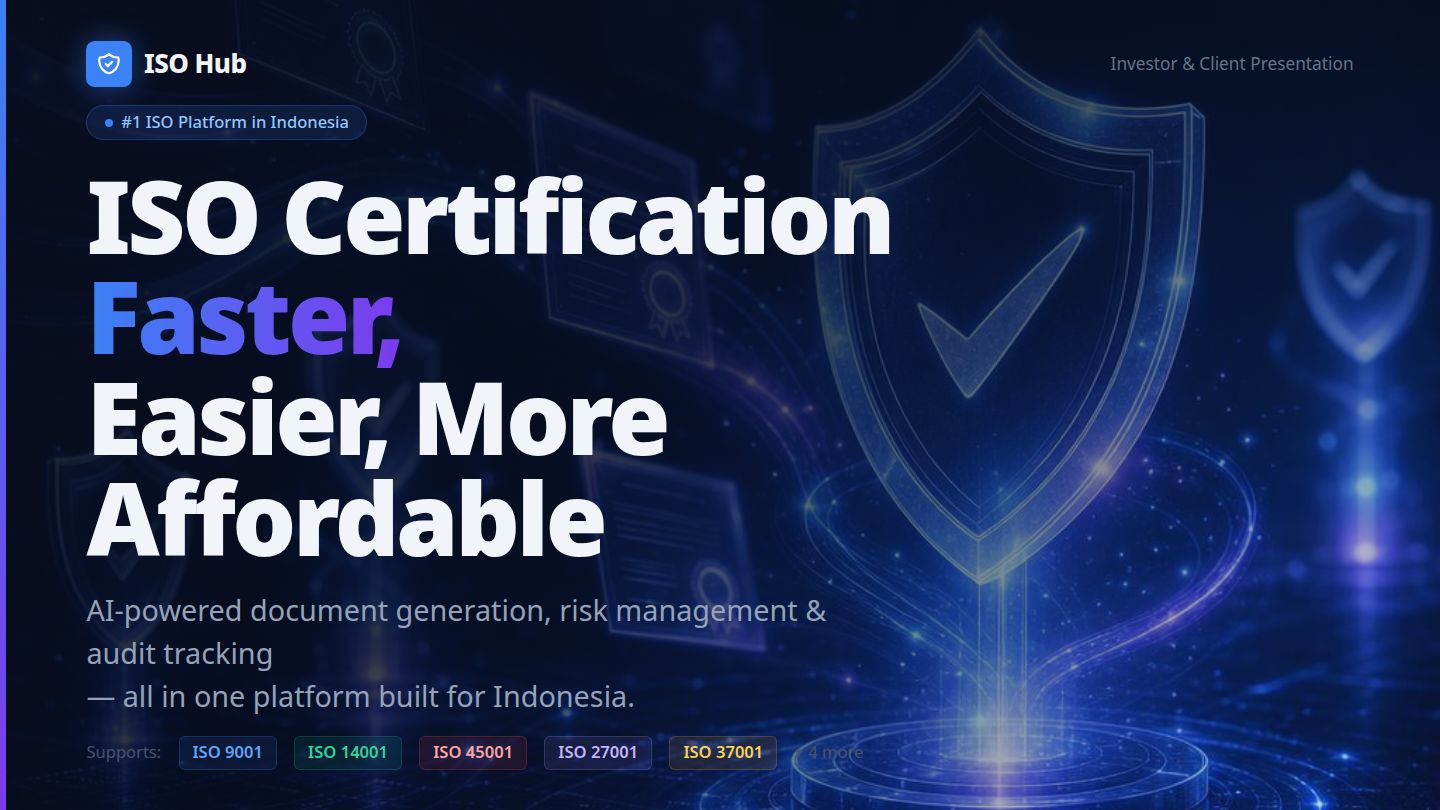 ISO Hub
Investor & Client Presentation
#1 ISO Platform in Indonesia
ISO Certification
Faster,
Easier, More
Affordable
AI-powered document generation, risk management &
audit tracking
— all in one platform built for Indonesia.
Supports: ISO 9001 ISO 14001 ISO 45001 ISO 27001 ISO 37001 + 4 more